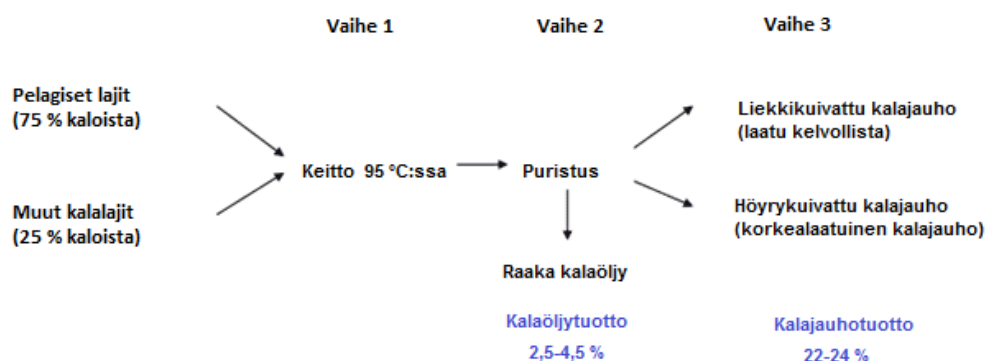 Vaihe 1
Vaihe 2
Vaihe 3
Pelagiset lajit
(75 % kaloista)
Liekkikuivattu kalajauho
(laatu kelvollista)
Keitto 95 °C:ssa
Puristus
Muut kalalajit
(25 % kaloista)
Höyrykuivattu kalajauho
(korkealaatuinen kalajauho)
Raaka kalaöljy
Kalaöljytuotto
2,5-4,5 %
Kalajauhotuotto
22-24 %